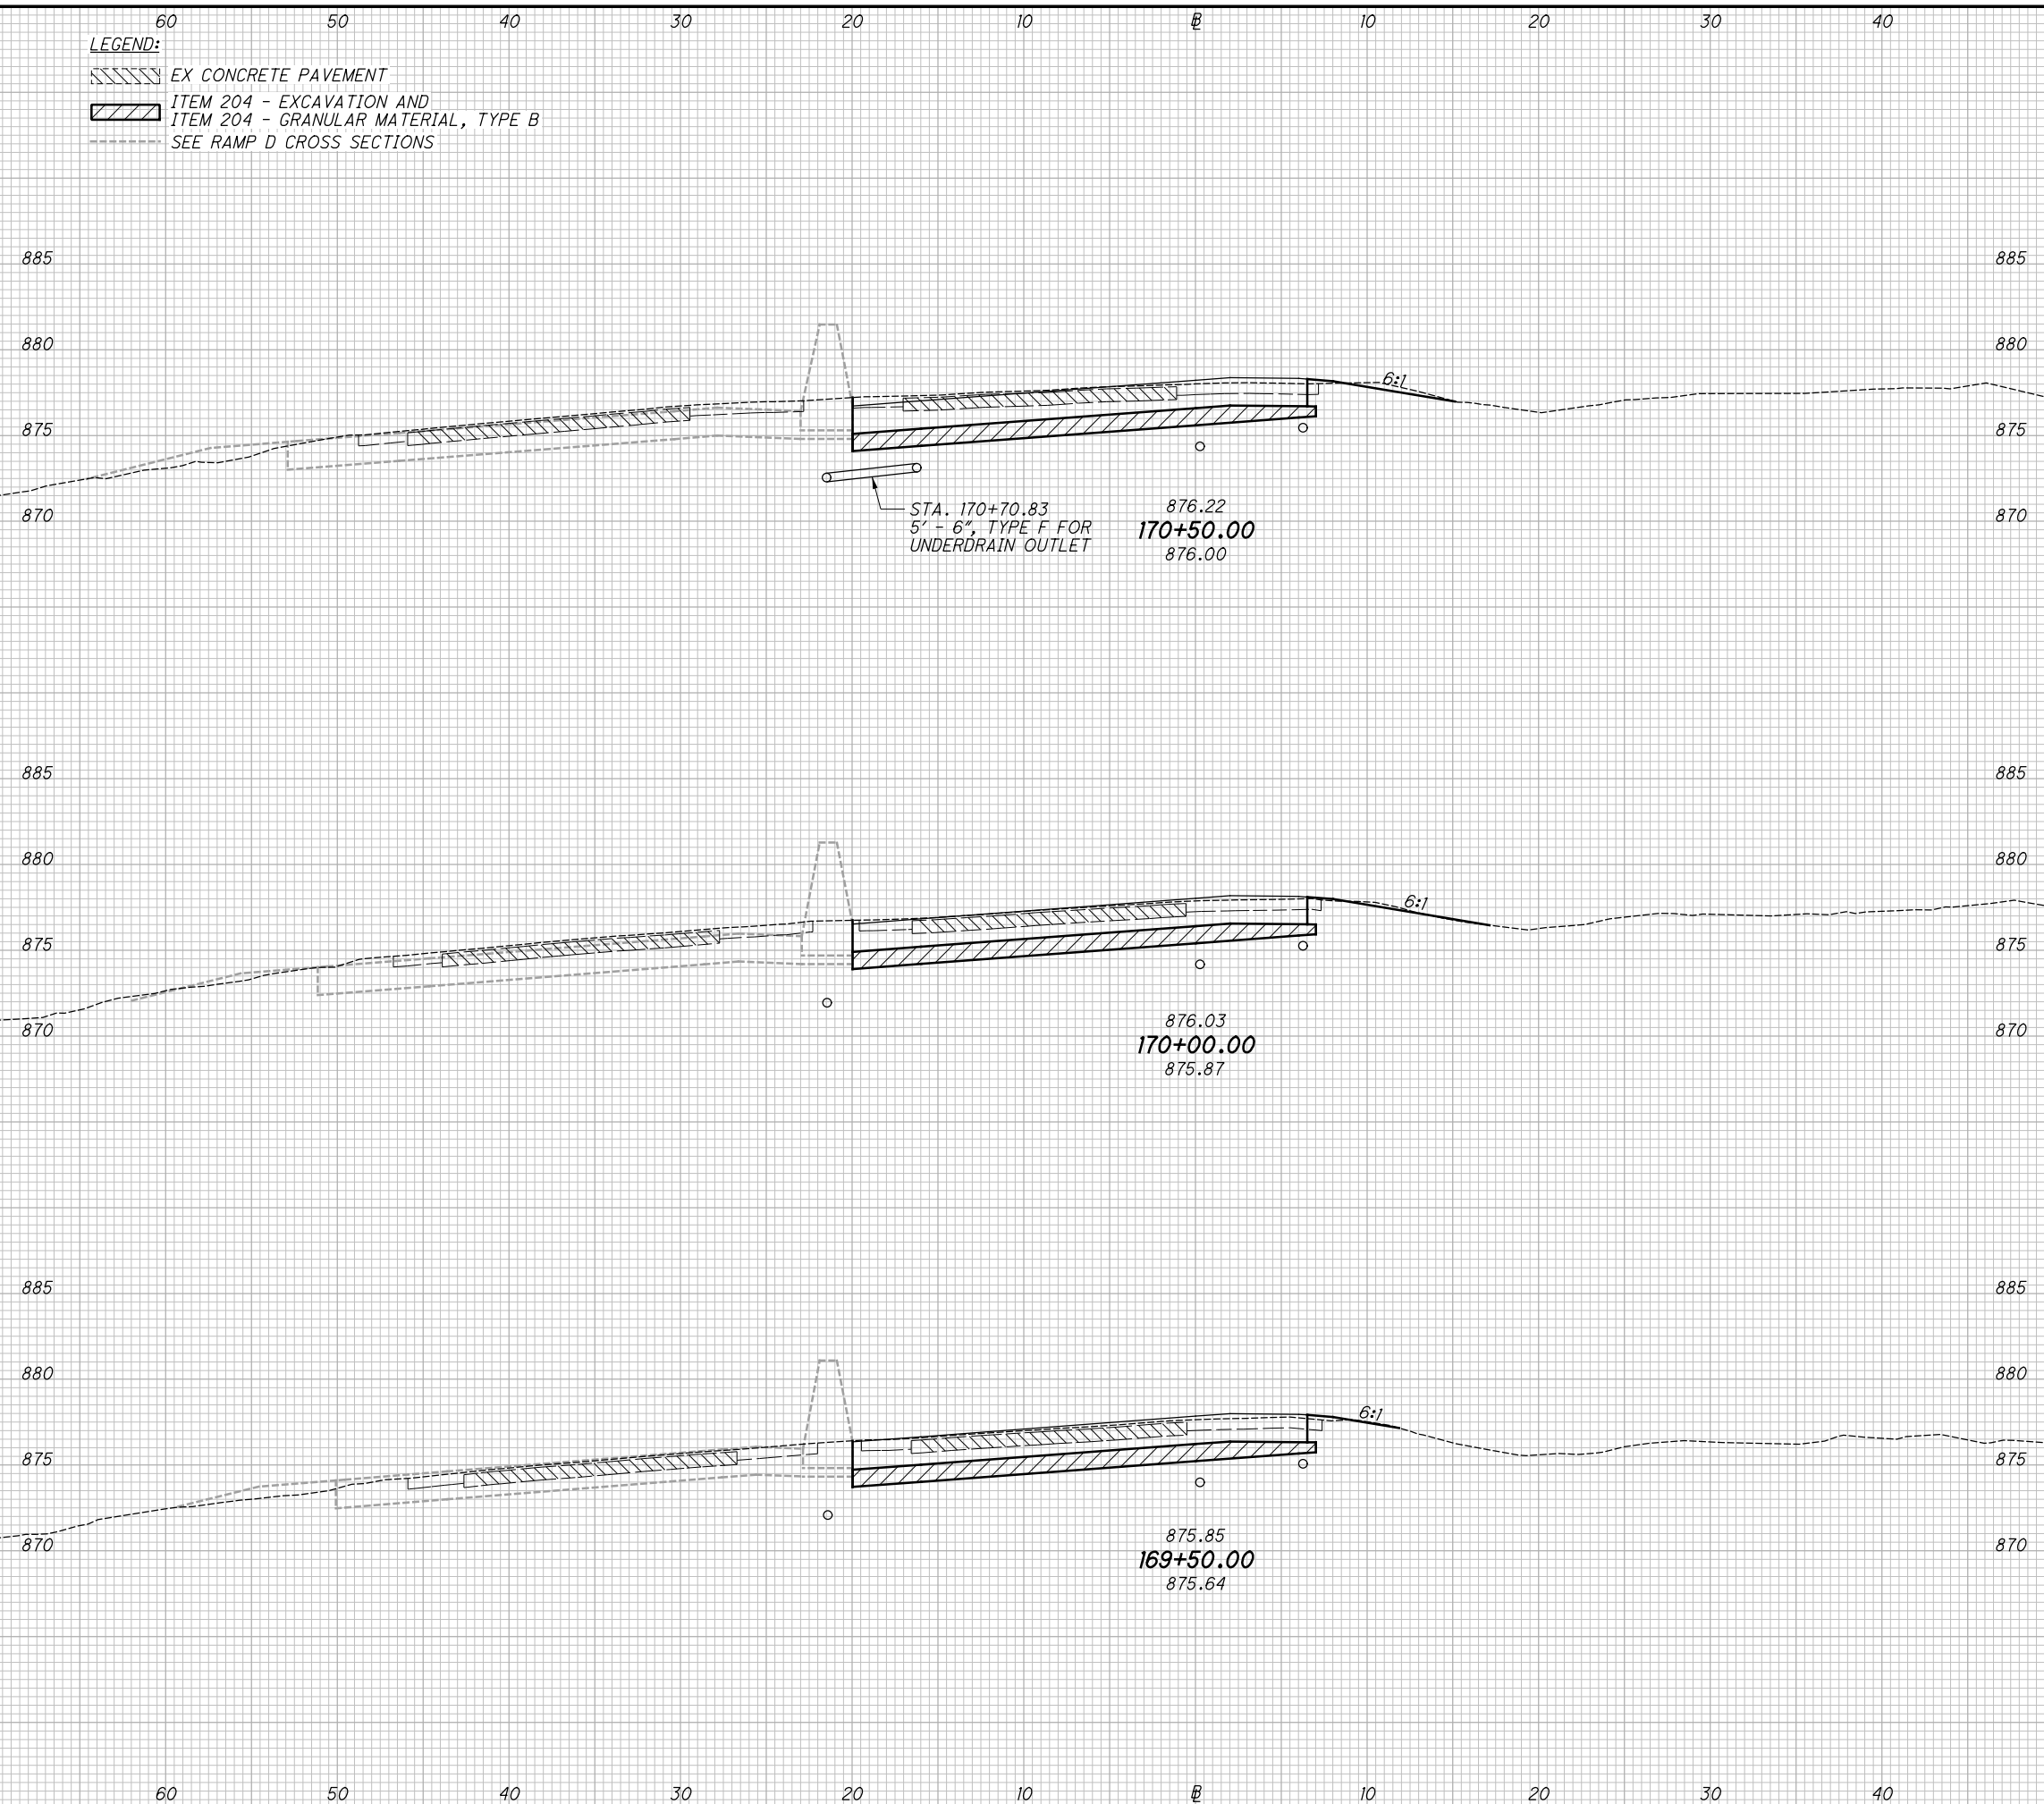 60 50 40 30 20 10 ℄ 10 20 30 40
LEGEND:
EX CONCRETE PAVEMENT
ITEM 204 - EXCAVATION AND
ITEM 204 - GRANULAR MATERIAL, TYPE B
SEE RAMP D CROSS SECTIONS
885 885
880 880
6:1
875 875
STA. 170+70.83
5' - 6", TYPE F FOR
UNDERDRAIN OUTLET
876.22
170+50.00
876.00
870 870
885 885
880 880
6:1
875 875
876.03
170+00.00
875.87
870 870
885 885
880 880
6:1
875 875
875.85
169+50.00
875.64
870 870
60 50 40 30 20 10 ℄ 10 20 30 40